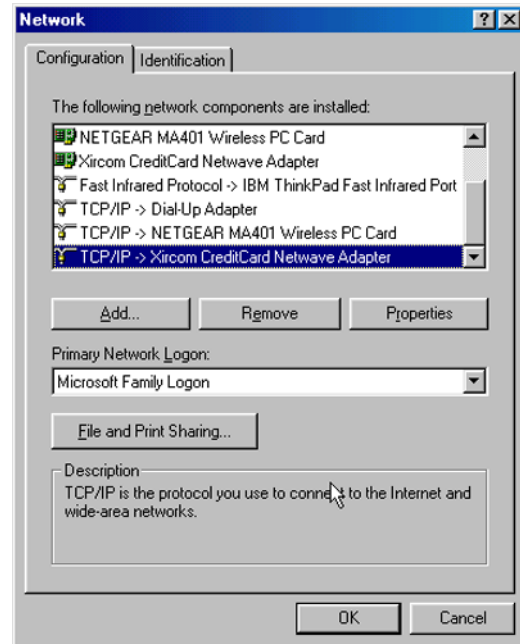 Network
Configuration Identification
The following network components are installed:
NETGEAR MA401 Wireless PC Card
Xircom CreditCard Netwave Adapter
Fast Infrared Protocol -> IBM ThinkPad Fast Infrared Port
TCP/IP -> Dial-Up Adapter
TCP/IP -> NETGEAR MA401 Wireless PC Card
TCP/IP -> Xircom CreditCard Netwave Adapter
Add... Remove Properties
Primary Network Logon:
Microsoft Family Logon
File and Print Sharing...
Description
TCP/IP is the protocol you use to connect to the Internet and
wide-area networks.
OK Cancel